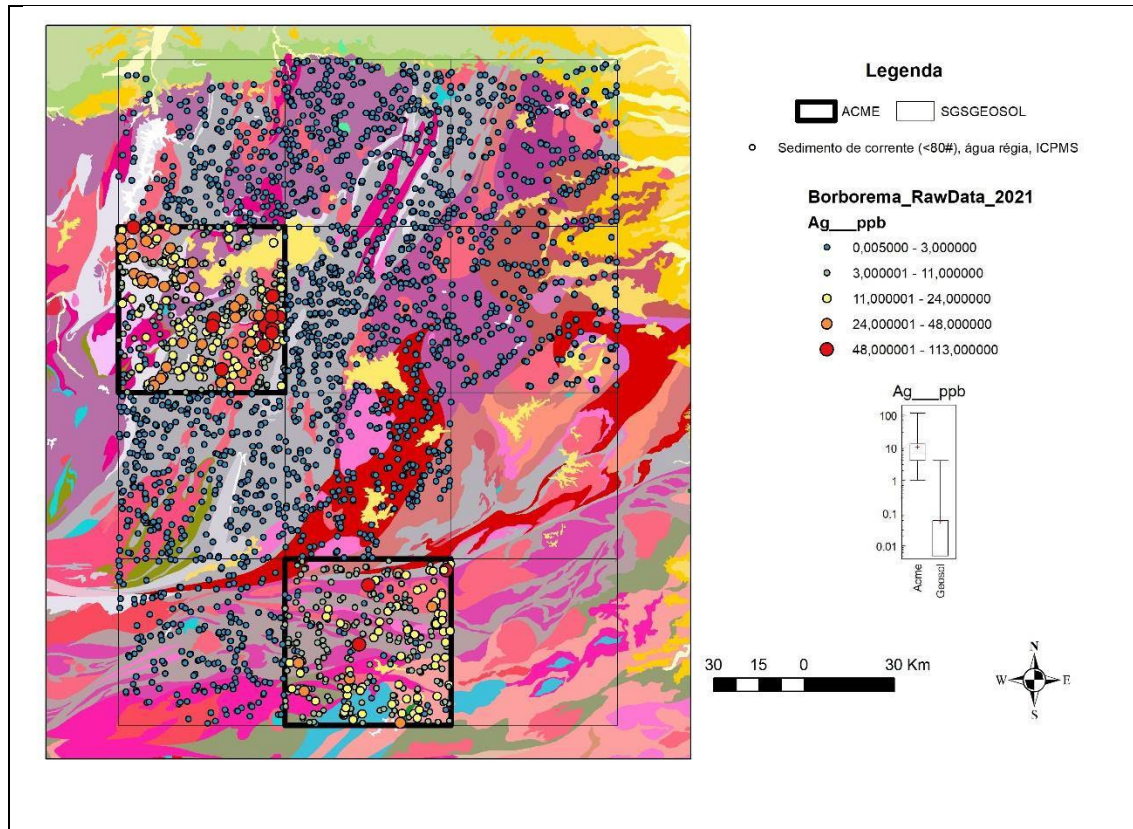 Legenda
ACME SGSGEOSOL
Sedimento de corrente (<80#), água régia, ICPMS
Borborema_RawData_2021
Ag___ppb
0,005000 - 3,000000
3,000001 - 11,000000
11,000001 - 24,000000
24,000001 - 48,000000
48,000001 - 113,000000
Ag___ppb
100
10
1
0.1
0.01
Acme
Geosol
30 15 0 30 Km
N
W E
S